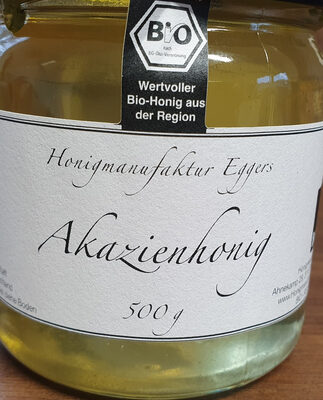 BIO
nach
EG-Öko-Verordnung
Wertvoller
Bio-Honig aus
der Region
Honigmanufaktur Eggers
Akazienhonig
500 g